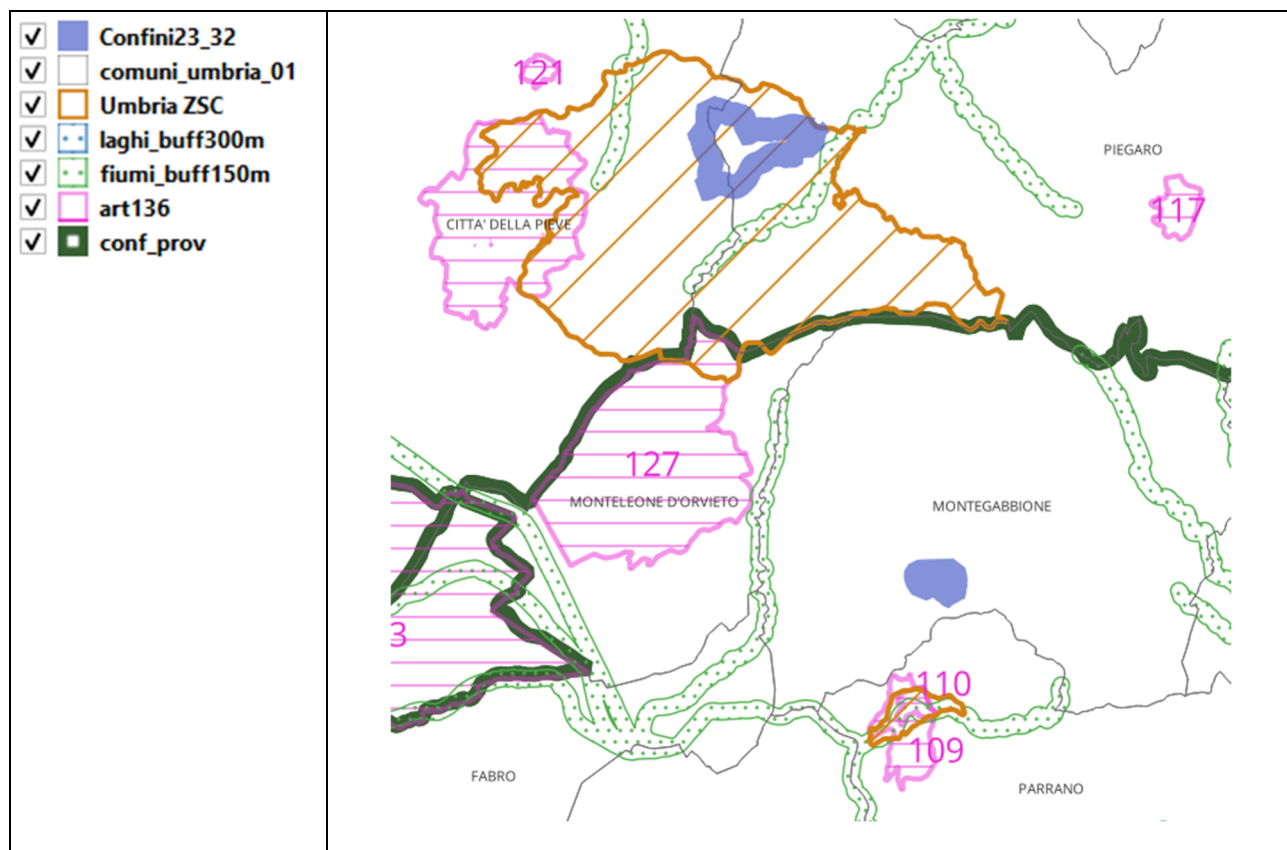 Confini23_32
comuni_umbria_01
Umbria ZSC
laghi_buff300m
fiumi_buff150m
art136
conf_prov
121
PIEGARO
117
CITTA' DELLA PIEVE
127
MONTELEONE D'ORVIETO
MONTEGABBIONE
3
110
109
FABRO
PARRANO